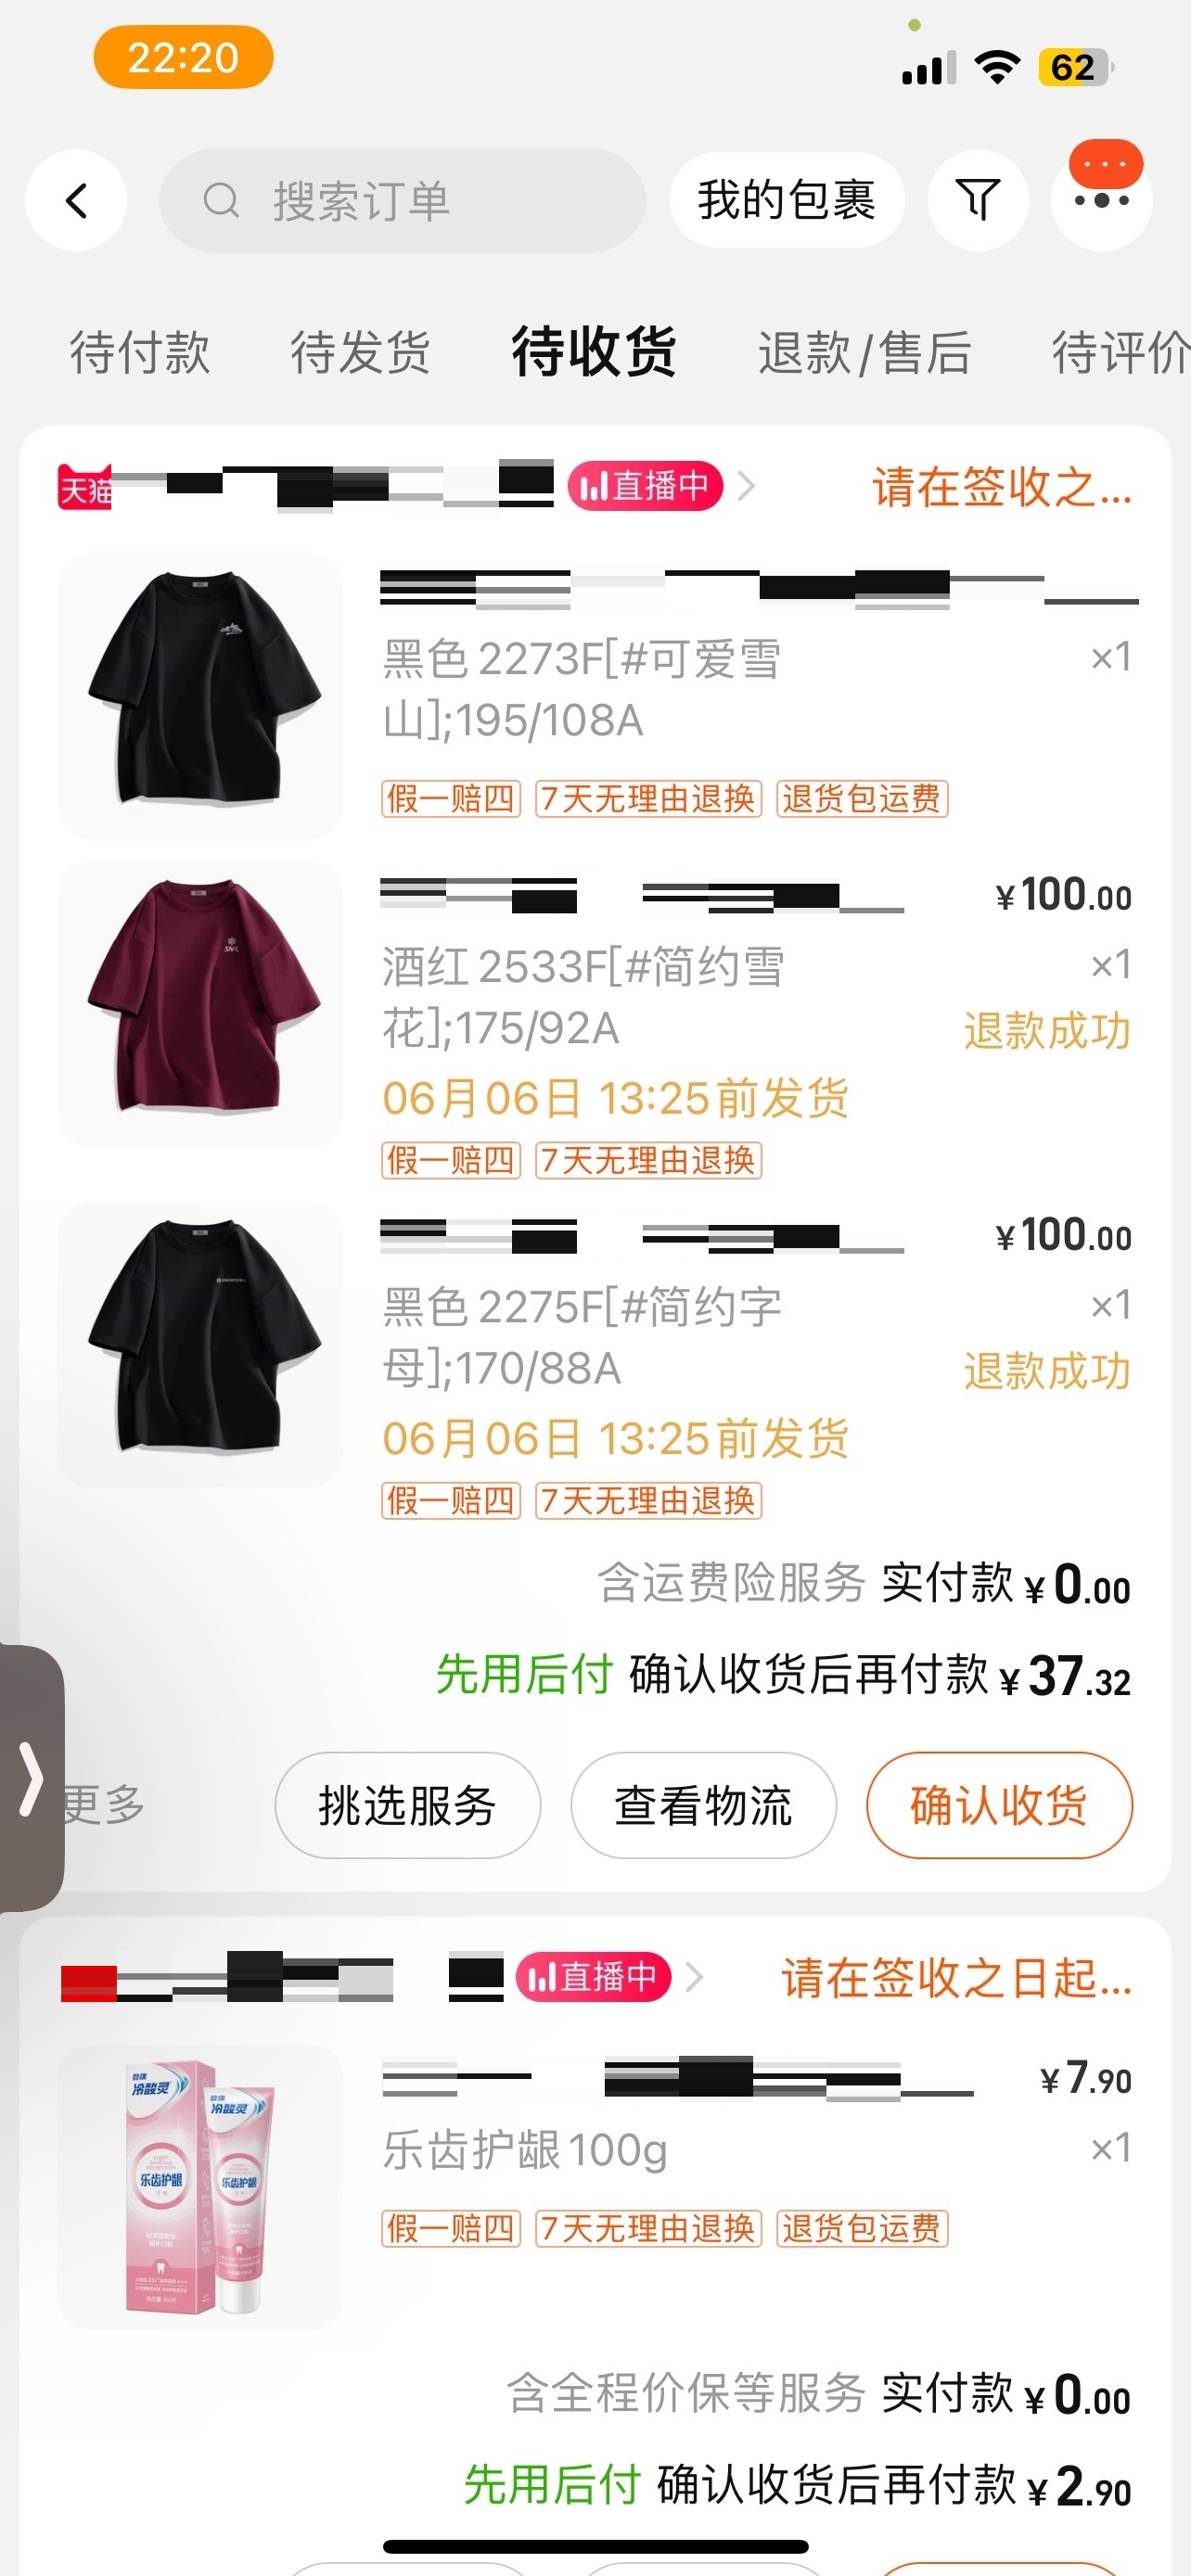 22:20
62
搜索订单
我的包裹
待付款 待发货 待收货 退款/售后 待评价
天猫 直播中 请在签收之...
黑色 2273F[#可爱雪
山];195/108A
×1
假一赔四 7天无理由退换 退货包运费
¥100.00
酒红 2533F[#简约雪
花];175/92A
×1
退款成功
06月06日 13:25前发货
假一赔四 7天无理由退换
¥100.00
黑色 2275F[#简约字
母];170/88A
×1
退款成功
06月06日 13:25前发货
假一赔四 7天无理由退换
含运费险服务 实付款 ¥0.00
先用后付 确认收货后再付款 ¥37.32
更多 挑选服务 查看物流 确认收货
直播中 请在签收之日起...
冷酸灵
冷酸灵
乐齿护龈
乐齿护龈
¥7.90
乐齿护龈100g
×1
假一赔四 7天无理由退换 退货包运费
含全程价保等服务 实付款 ¥0.00
先用后付 确认收货后再付款 ¥2.90